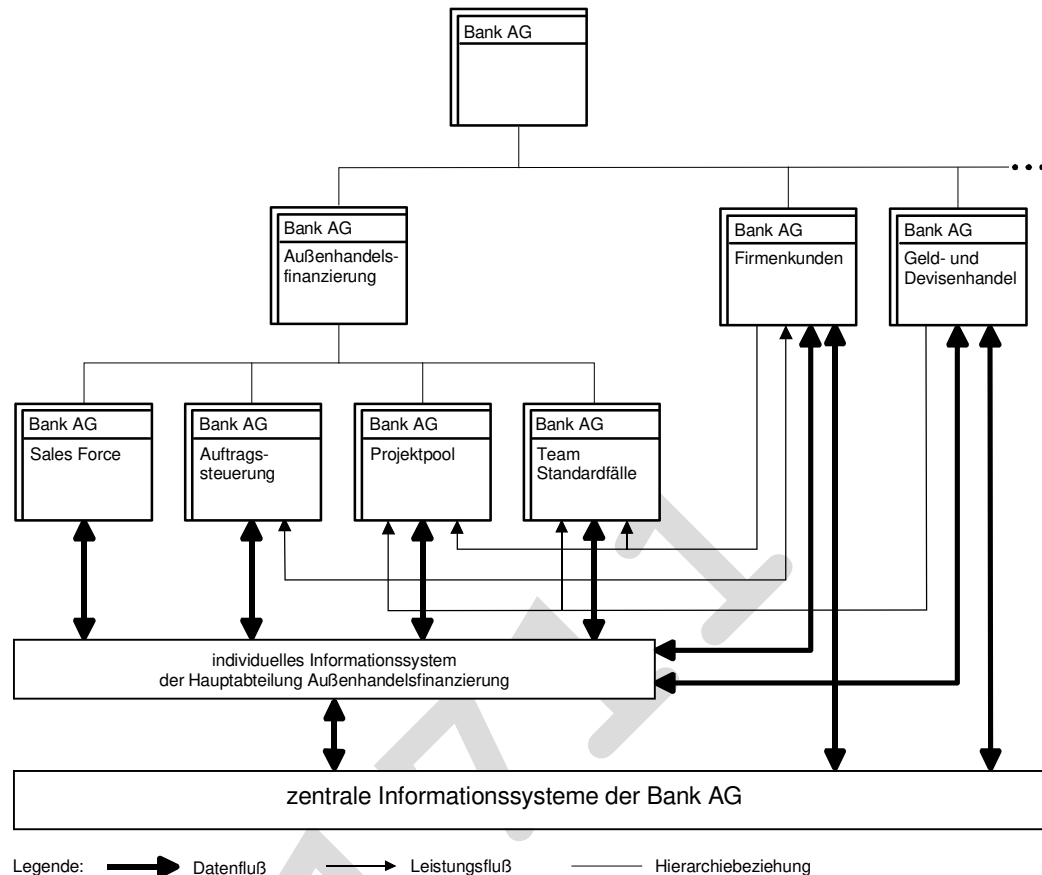 Bank AG
Bank AG
Außenhandels-
finanzierung
Bank AG
Firmenkunden
Bank AG
Geld- und
Devisenhandel
Bank AG
Sales Force
Bank AG
Auftrags-
steuerung
Bank AG
Projektpool
Bank AG
Team
Standardfälle
individuelles Informationssystem
der Hauptabteilung Außenhandelsfinanzierung
zentrale Informationssysteme der Bank AG
Legende: Datenfluß Leistungsfluß Hierarchiebeziehung